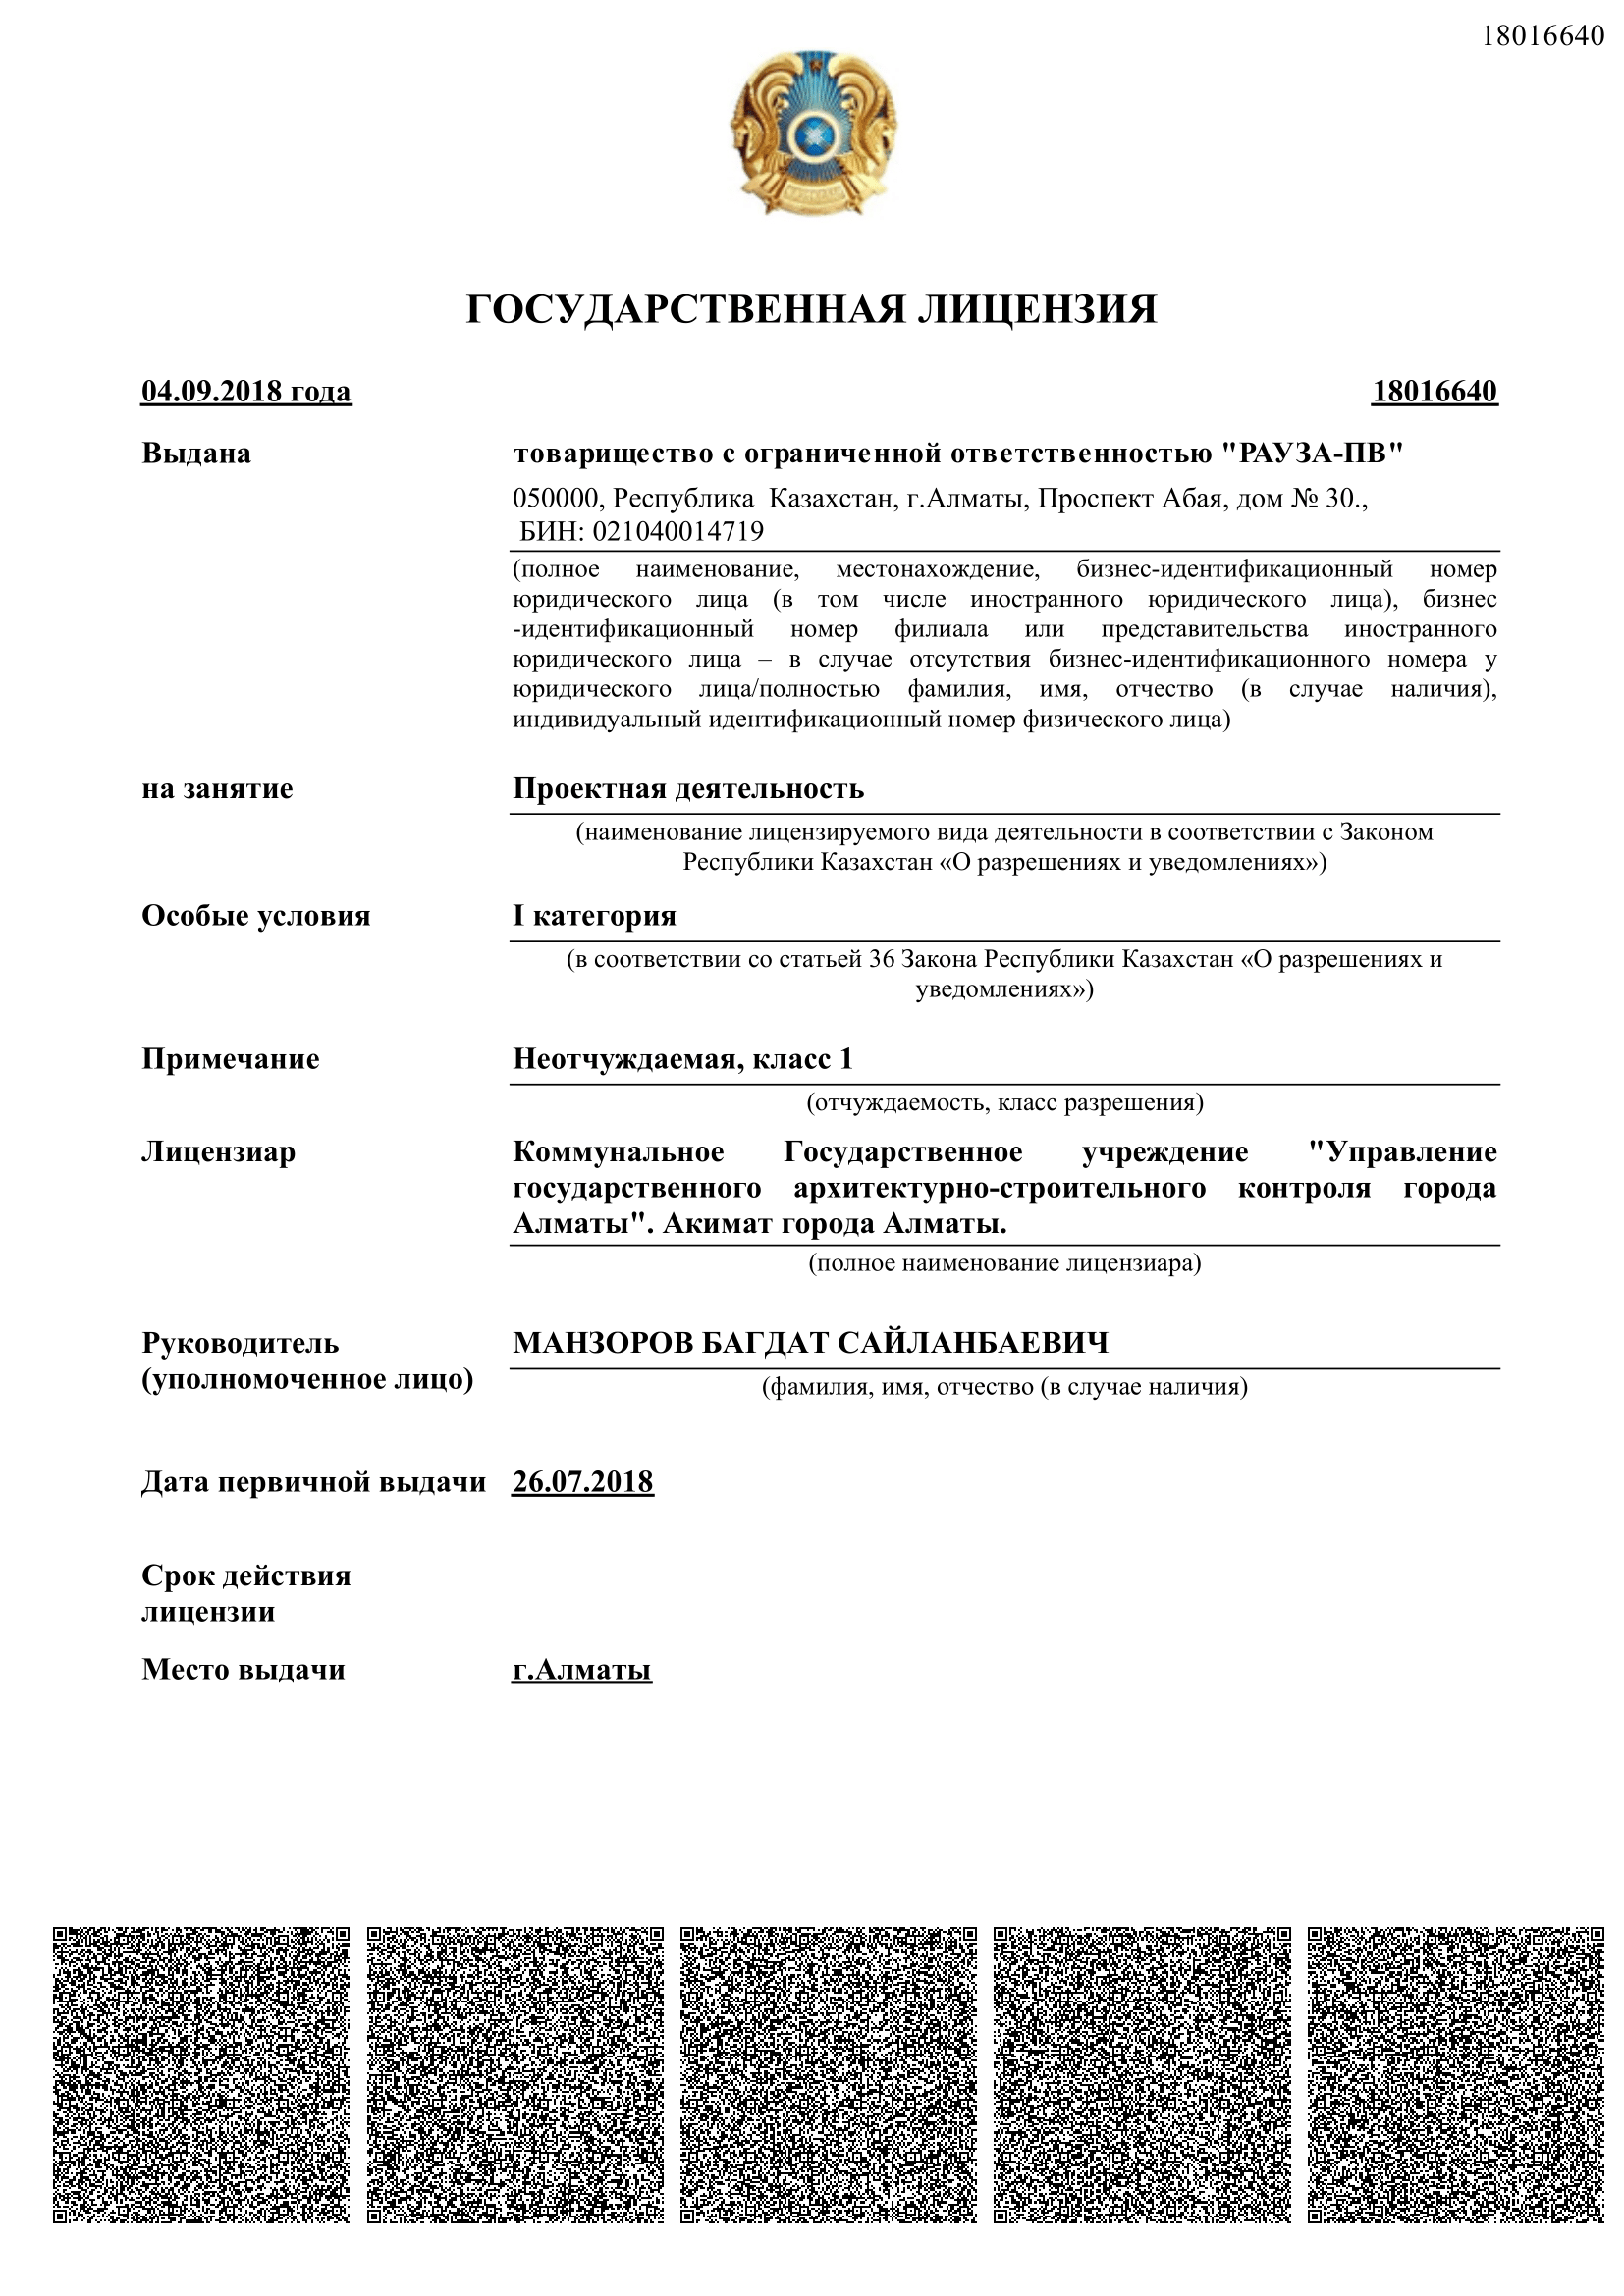 18016640
ГОСУДАРСТВЕННАЯ ЛИЦЕНЗИЯ
04.09.2018 года 18016640
Выдана товарищество с ограниченной ответственностью "РАУЗА-ПВ"
050000, Республика Казахстан, г.Алматы, Проспект Абая, дом № 30.,
БИН: 021040014719
(полное наименование, местонахождение, бизнес-идентификационный номер
юридического лица (в том числе иностранного юридического лица), бизнес
-идентификационный номер филиала или представительства иностранного
юридического лица – в случае отсутствия бизнес-идентификационного номера у
юридического лица/полностью фамилия, имя, отчество (в случае наличия),
индивидуальный идентификационный номер физического лица)
на занятие Проектная деятельность
(наименование лицензируемого вида деятельности в соответствии с Законом
Республики Казахстан «О разрешениях и уведомлениях»)
Особые условия I категория
(в соответствии со статьей 36 Закона Республики Казахстан «О разрешениях и
уведомлениях»)
Примечание Неотчуждаемая, класс 1
(отчуждаемость, класс разрешения)
Лицензиар Коммунальное Государственное учреждение "Управление
государственного архитектурно-строительного контроля города
Алматы". Акимат города Алматы.
(полное наименование лицензиара)
Руководитель МАНЗОРОВ БАГДАТ САЙЛАНБАЕВИЧ
(уполномоченное лицо)
(фамилия, имя, отчество (в случае наличия)
Дата первичной выдачи 26.07.2018
Срок действия
лицензии
Место выдачи г.Алматы